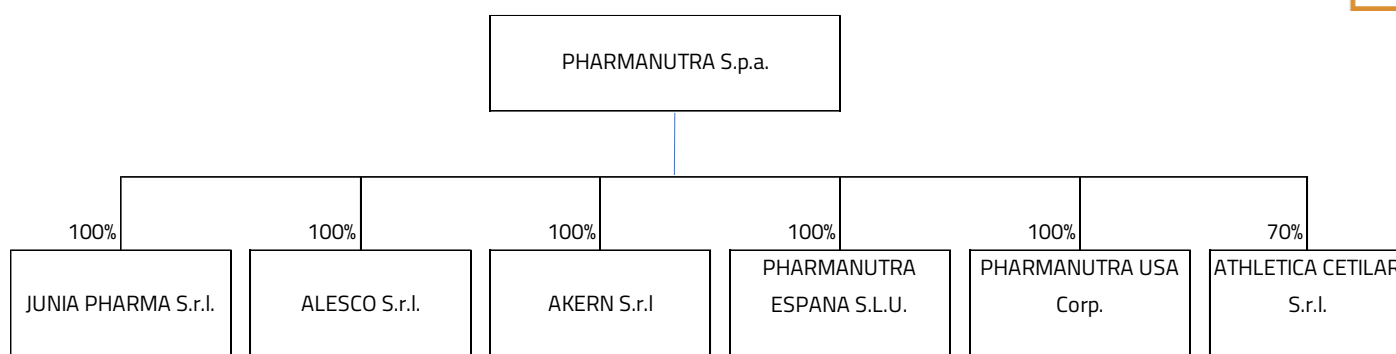 PHARMANUTRA S.p.a.
100% 100% 100% 100% 100% 70%
JUNIA PHARMA S.r.l.
ALESCO S.r.l.
AKERN S.r.l
PHARMANUTRA
ESPANA S.L.U.
PHARMANUTRA USA
Corp.
ATHLETICA CETILAR
S.r.l.